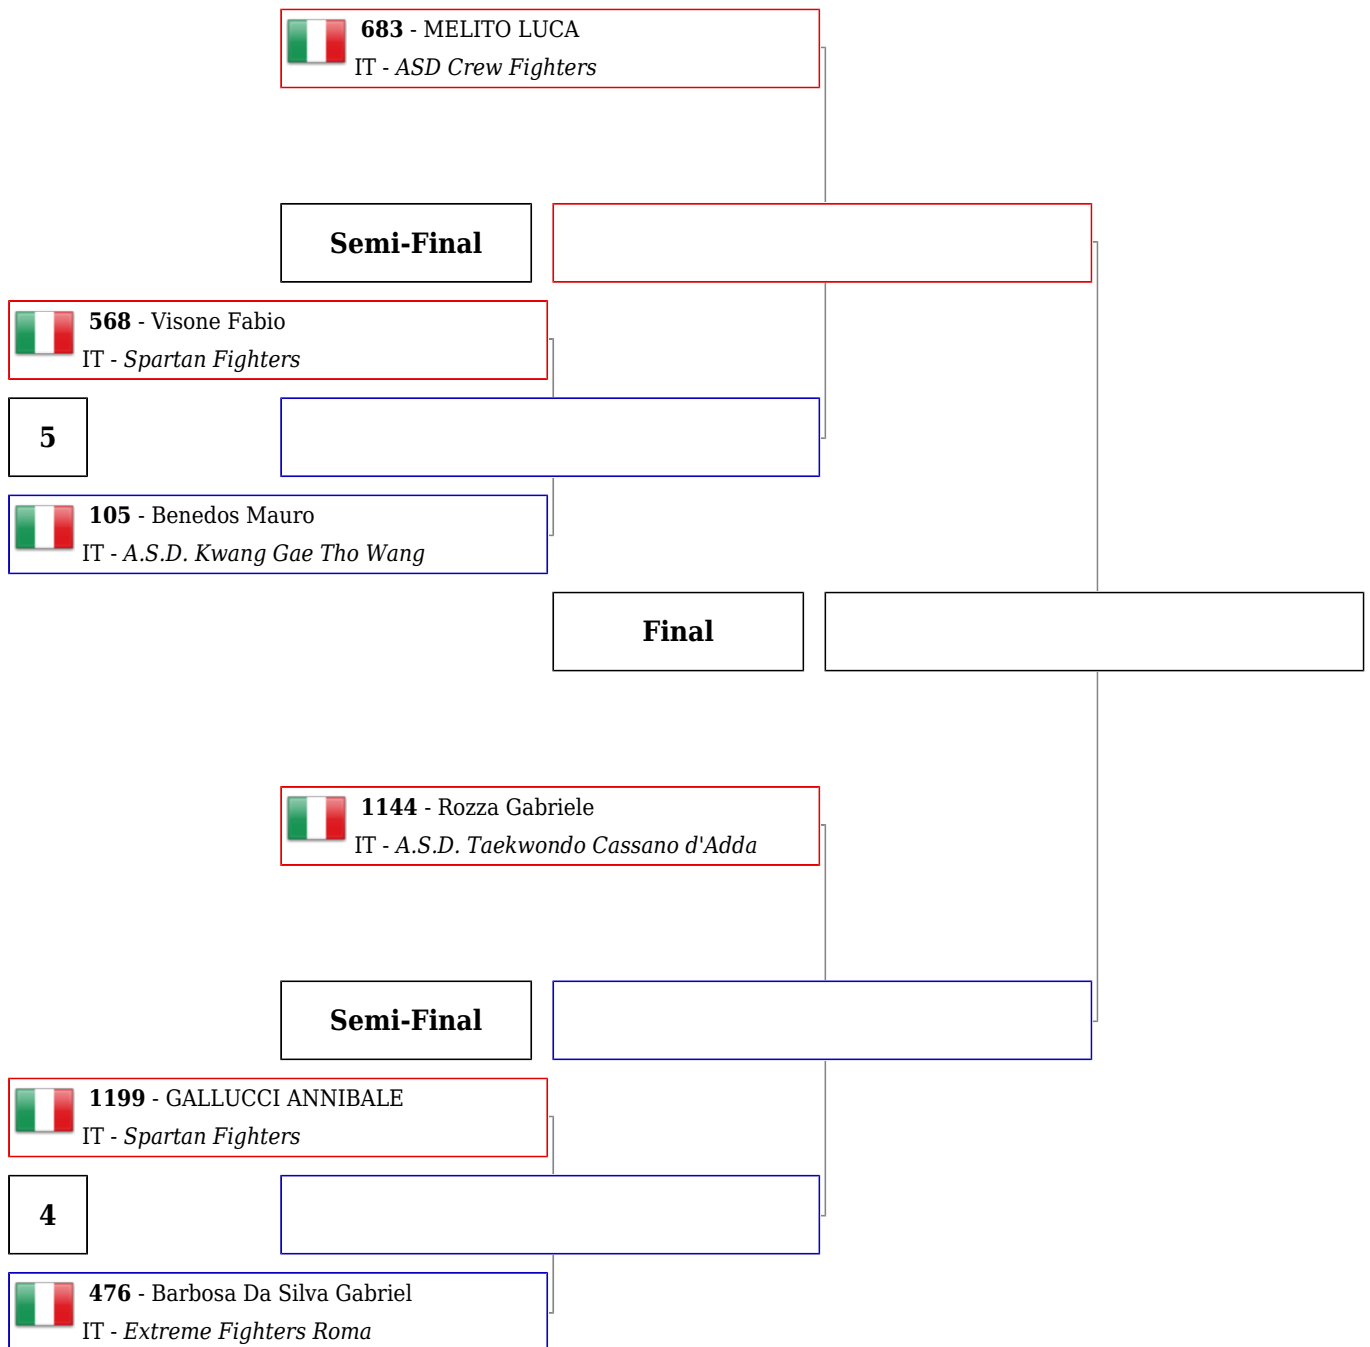 683 - MELITO LUCA
IT - ASD Crew Fighters
Semi-Final
568 - Visone Fabio
IT - Spartan Fighters
5
105 - Benedos Mauro
IT - A.S.D. Kwang Gae Tho Wang
Final
1144 - Rozza Gabriele
IT - A.S.D. Taekwondo Cassano d'Adda
Semi-Final
1199 - GALLUCCI ANNIBALE
IT - Spartan Fighters
4
476 - Barbosa Da Silva Gabriel
IT - Extreme Fighters Roma